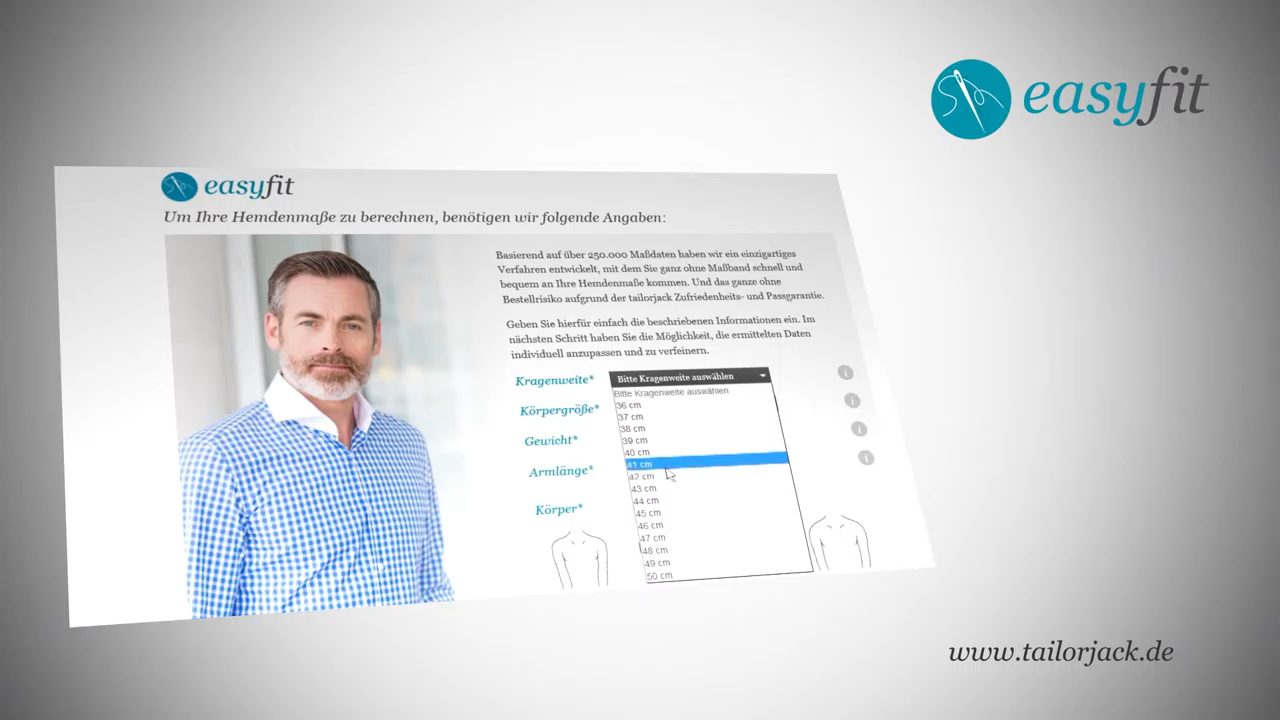 easyfit
easyfit
Um Ihre Hemdenmaße zu berechnen, benötigen wir folgende Angaben:
Basierend auf über 250.000 Maßdaten haben wir ein einzigartiges
Verfahren entwickelt, mit dem Sie ganz ohne Maßband schnell und
bequem an Ihre Hemdenmaße kommen. Und das ganze ohne
Bestellrisiko aufgrund der tailorjack Zufriedenheits- und Passgarantie.
Geben Sie hierfür einfach die beschriebenen Informationen ein. Im
nächsten Schritt haben Sie die Möglichkeit, die ermittelten Daten
individuell anzupassen und zu verfeinern.
Kragenweite*
Bitte Kragenweite auswählen
Bitte Kragenweite auswählen
36 cm
37 cm
38 cm
39 cm
40 cm
41 cm
42 cm
43 cm
44 cm
45 cm
46 cm
47 cm
48 cm
49 cm
50 cm
Körpergröße*
Gewicht*
Armlänge*
Körper*
i
i
i
i
www.tailorjack.de